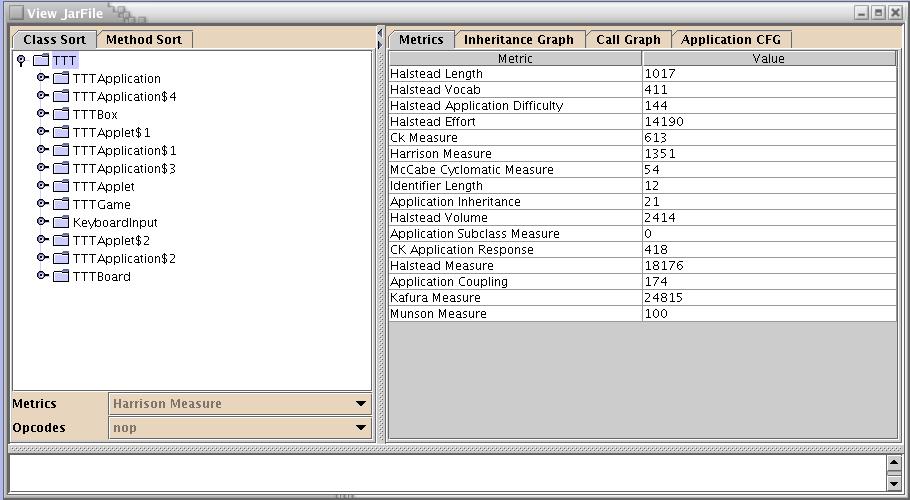 View JarFile
Class Sort Method Sort
TTT
TTTApplication
TTTApplication$4
TTTBox
TTTApplet$1
TTTApplication$1
TTTApplication$3
TTTApplet
TTTGame
KeyboardInput
TTTApplet$2
TTTApplication$2
TTTBoard
Metrics Harrison Measure
Opcodes nop
Metrics Inheritance Graph Call Graph Application CFG
Metric Value
Halstead Length 1017
Halstead Vocab 411
Halstead Application Difficulty 144
Halstead Effort 14190
Ck Measure 613
Harrison Measure 1351
McCabe Cyclomatic Measure 54
Identifier Length 12
Application Inheritance 21
Halstead Volume 2414
Application Subclass Measure 0
CK Application Response 418
Halstead Measure 18176
Application Coupling 174
Kafura Measure 24815
Munson Measure 100